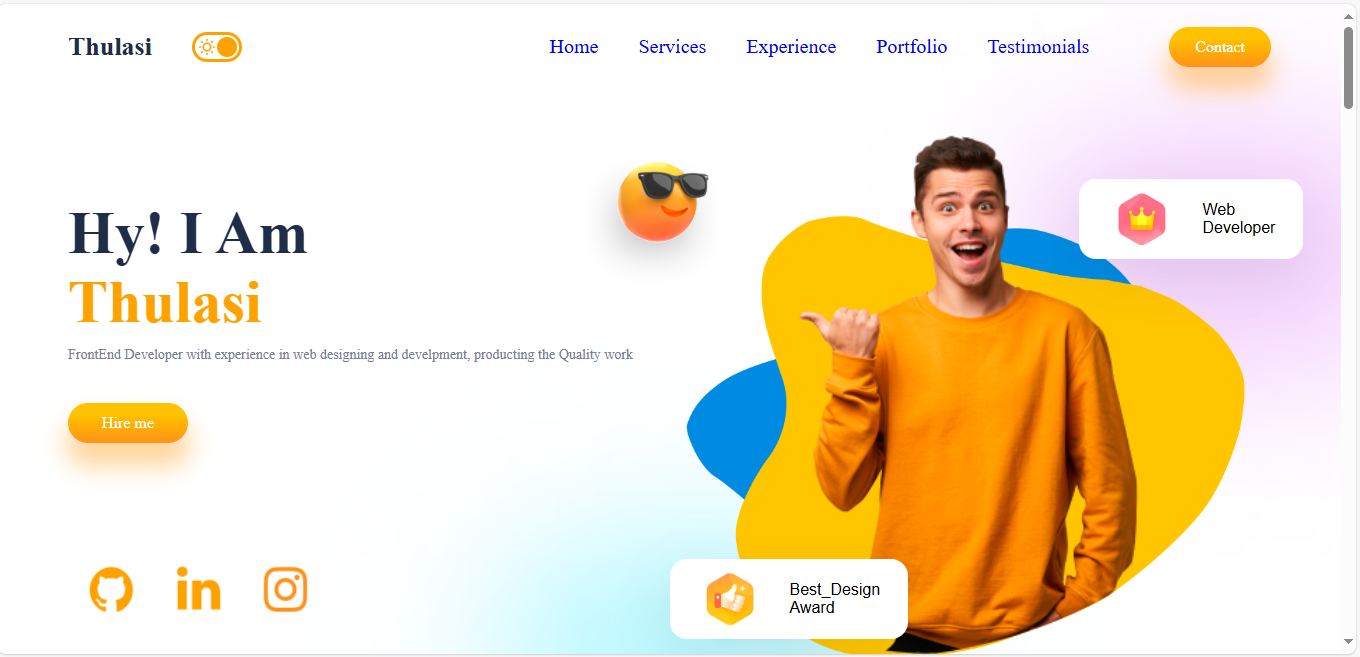 Thulasi
Home Services Experience Portfolio Testimonials Contact
Hy! I Am
Thulasi
FrontEnd Developer with experience in web designing and develpment, producting the Quality work
Hire me
Web
Developer
in
Best_Design
Award